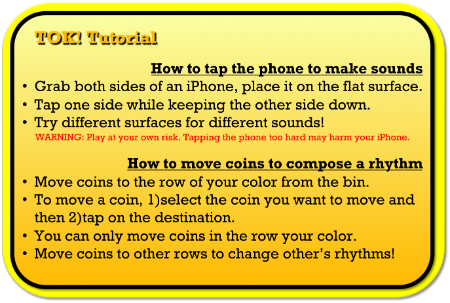 TOK! Tutorial
How to tap the phone to make sounds
• Grab both sides of an iPhone, place it on the flat surface.
• Tap one side while keeping the other side down.
• Try different surfaces for different sounds!
WARNING: Play at your own risk. Tapping the phone too hard may harm your iPhone.
How to move coins to compose a rhythm
• Move coins to the row of your color from the bin.
• To move a coin, 1)select the coin you want to move and
then 2)tap on the destination.
• You can only move coins in the row your color.
• Move coins to other rows to change other's rhythms!